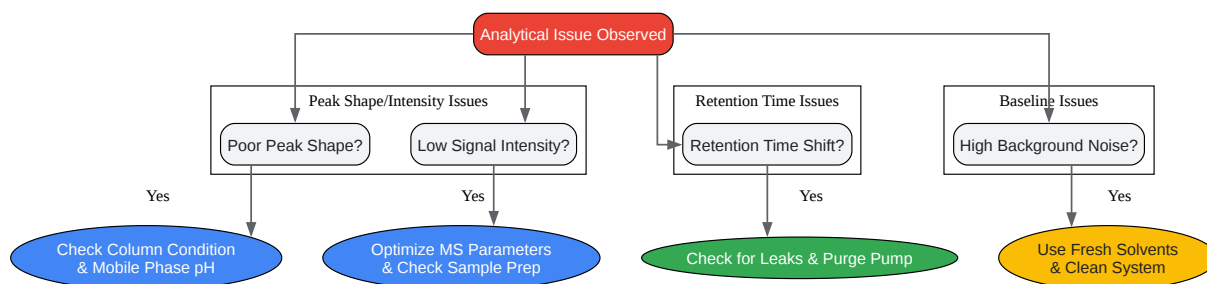 Analytical Issue Observed
Peak Shape/Intensity Issues
Retention Time Issues
Baseline Issues
Poor Peak Shape?
Low Signal Intensity?
Retention Time Shift?
High Background Noise?
Yes
Yes
Yes
Yes
Check Column Condition
& Mobile Phase pH
Optimize MS Parameters
& Check Sample Prep
Check for Leaks & Purge Pump
Use Fresh Solvents
& Clean System